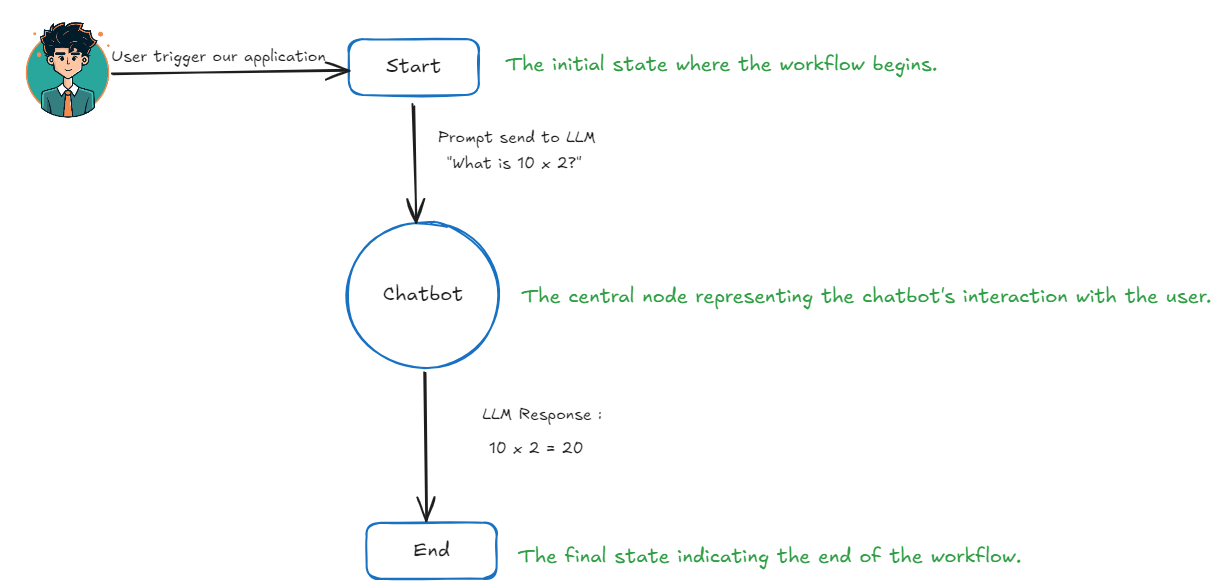 User trigger our application
Start
The initial state where the workflow begins.
Prompt send to LLM
"What is 10 x 2?"
Chatbot
The central node representing the chatbot's interaction with the user.
LLM Response :
10 x 2 = 20
End
The final state indicating the end of the workflow.